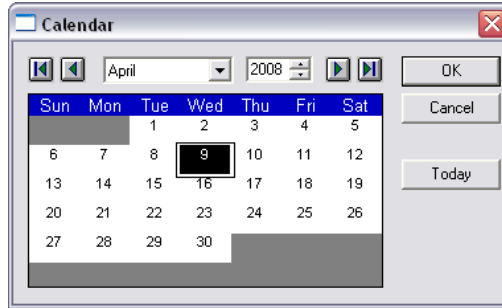 Calendar
April 2008 OK
Sun Mon Tue Wed Thu Fri Sat Cancel
1 2 3 4 5
6 7 8 9 10 11 12
Today
13 14 15 16 17 18 19
20 21 22 23 24 25 26
27 28 29 30